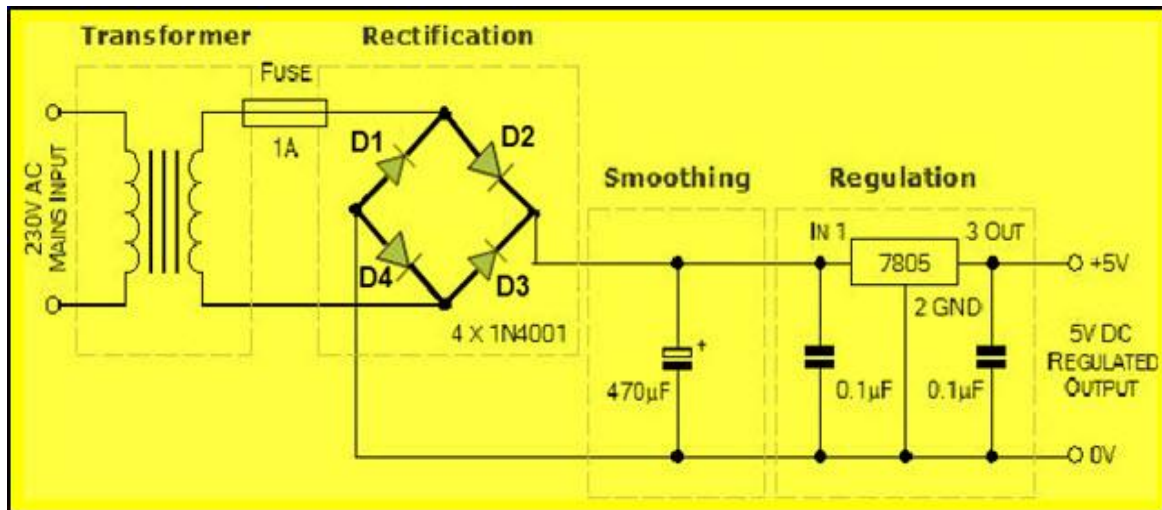 Transformer
Rectification
FUSE
1A
D1
D2
D4
D3
4 X 1N4001
230V AC
MAINS INPUT
Smoothing
Regulation
IN 1
3 OUT
7805
2 GND
+5V
+
470µF
0.1µF
0.1µF
5V DC
REGULATED
OUTPUT
0V